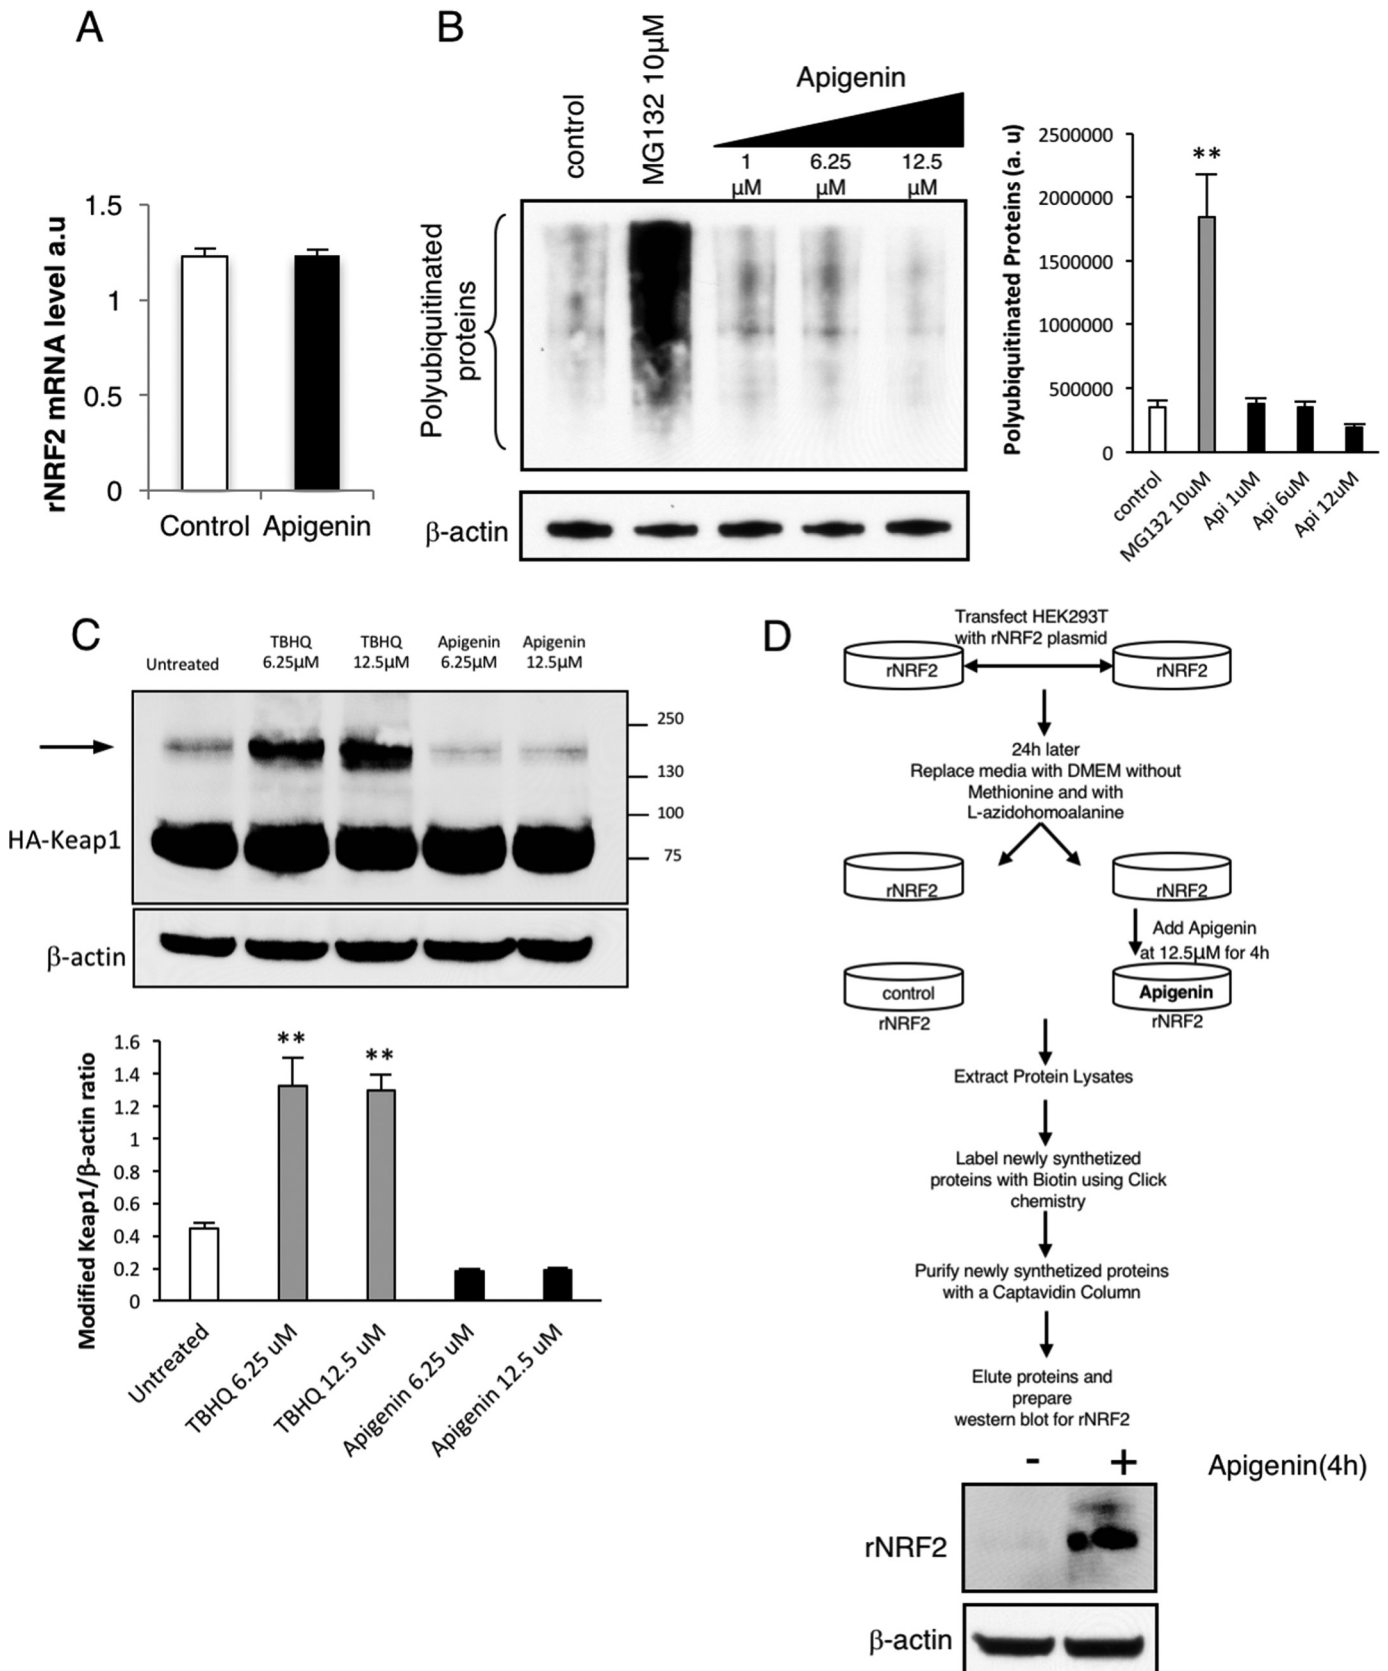 A
rNRF2 mRNA level a.u
1.5
1
0.5
0
Control Apigenin
B
control
MG132 10μM
Apigenin
1 6.25 12.5
μM μM μM
Polyubiquitinated
proteins
β-actin
Polyubiquitinated Proteins (a. u)
2500000
2000000
1500000
1000000
500000
0
**
control
MG132 10uM
Api 1uM
Api 6uM
Api 12uM
C
Untreated
TBHQ
6.25μM
TBHQ
12.5μM
Apigenin
6.25μM
Apigenin
12.5μM
250
130
100
75
HA-Keap1
β-actin
Modified Keap1/β-actin ratio
1.6
1.4
1.2
1
0.8
0.6
0.4
0.2
0
**
**
Untreated
TBHQ 6.25 uM
TBHQ 12.5 uM
Apigenin 6.25 uM
Apigenin 12.5 uM
D
Transfect HEK293T
with rNRF2 plasmid
rNRF2 rNRF2
24h later
Replace media with DMEM without
Methionine and with
L-azidohomoalanine
rNRF2 rNRF2
Add Apigenin
at 12.5μM for 4h
control Apigenin
rNRF2 rNRF2
Extract Protein Lysates
Label newly synthetized
proteins with Biotin using Click
chemistry
Purify newly synthetized proteins
with a Captavidin Column
Elute proteins and
prepare
western blot for rNRF2
- + Apigenin(4h)
rNRF2
β-actin